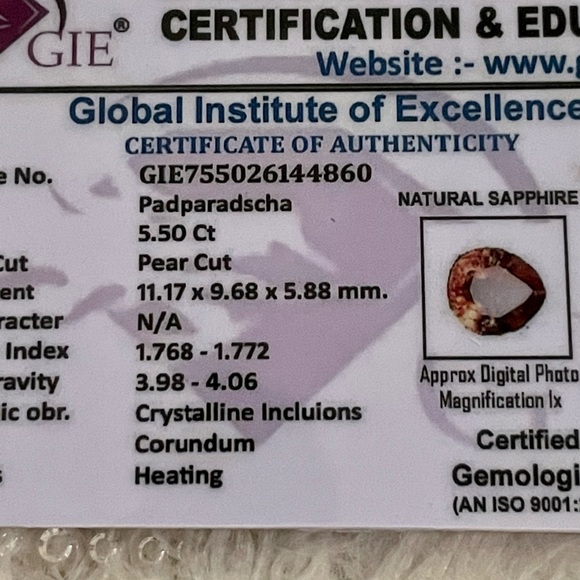 GIE® CERTIFICATION & EDU
Website :- www.g
Global Institute of Excellence
CERTIFICATE OF AUTHENTICITY
e No. GIE755026144860
Padparadscha
NATURAL SAPPHIRE
5.50 Ct
Cut Pear Cut
ent 11.17 x 9.68 x 5.88 mm.
racter N/A
Index 1.768 - 1.772
ravity 3.98 - 4.06
Approx Digital Photo
Magnification 1x
ic obr. Crystalline Incluions
Corundum
Certified
s Heating
Gemologi
(AN ISO 9001: